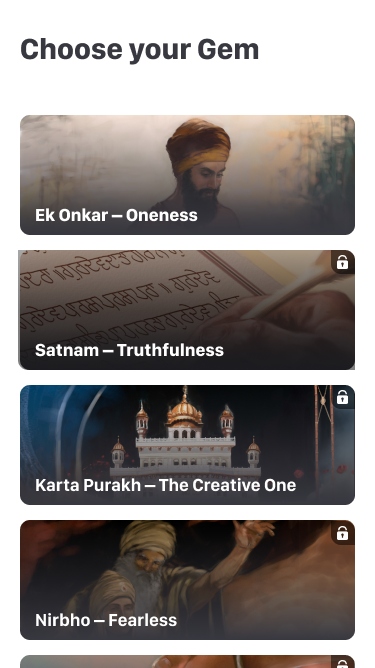 Choose your Gem
Ek Onkar – Oneness
Satnam – Truthfulness
Karta Purakh – The Creative One
Nirbho – Fearless